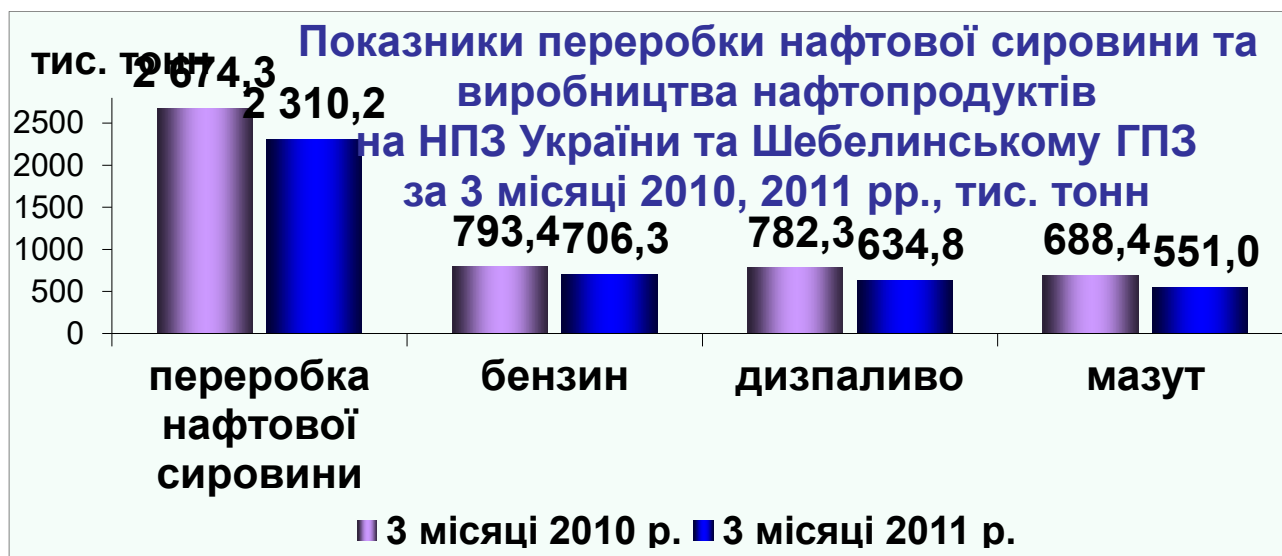 Показники переробки нафтової сировини та
виробництва нафтопродуктів
на НПЗ України та Шебелинському ГПЗ
за 3 місяці 2010, 2011 рр., тис. тонн
тис. тонн
2 674,3
2 310,2
793,4
706,3
782,3
634,8
688,4
551,0
2500
2000
1500
1000
500
0
переробка
нафтової
сировини
бензин
дизпаливо
мазут
3 місяці 2010 р.
3 місяці 2011 р.